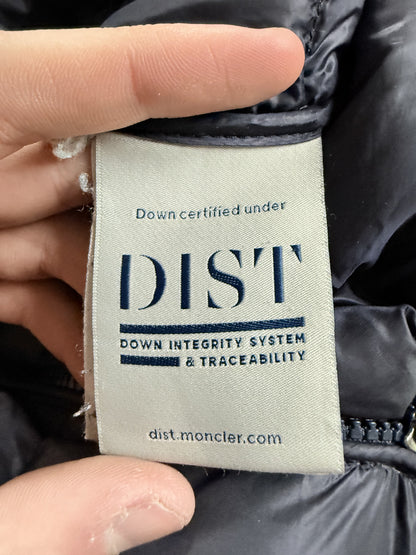 Down certified under
DIST
DOWN INTEGRITY SYSTEM
& TRACEABILITY
dist.moncler.com